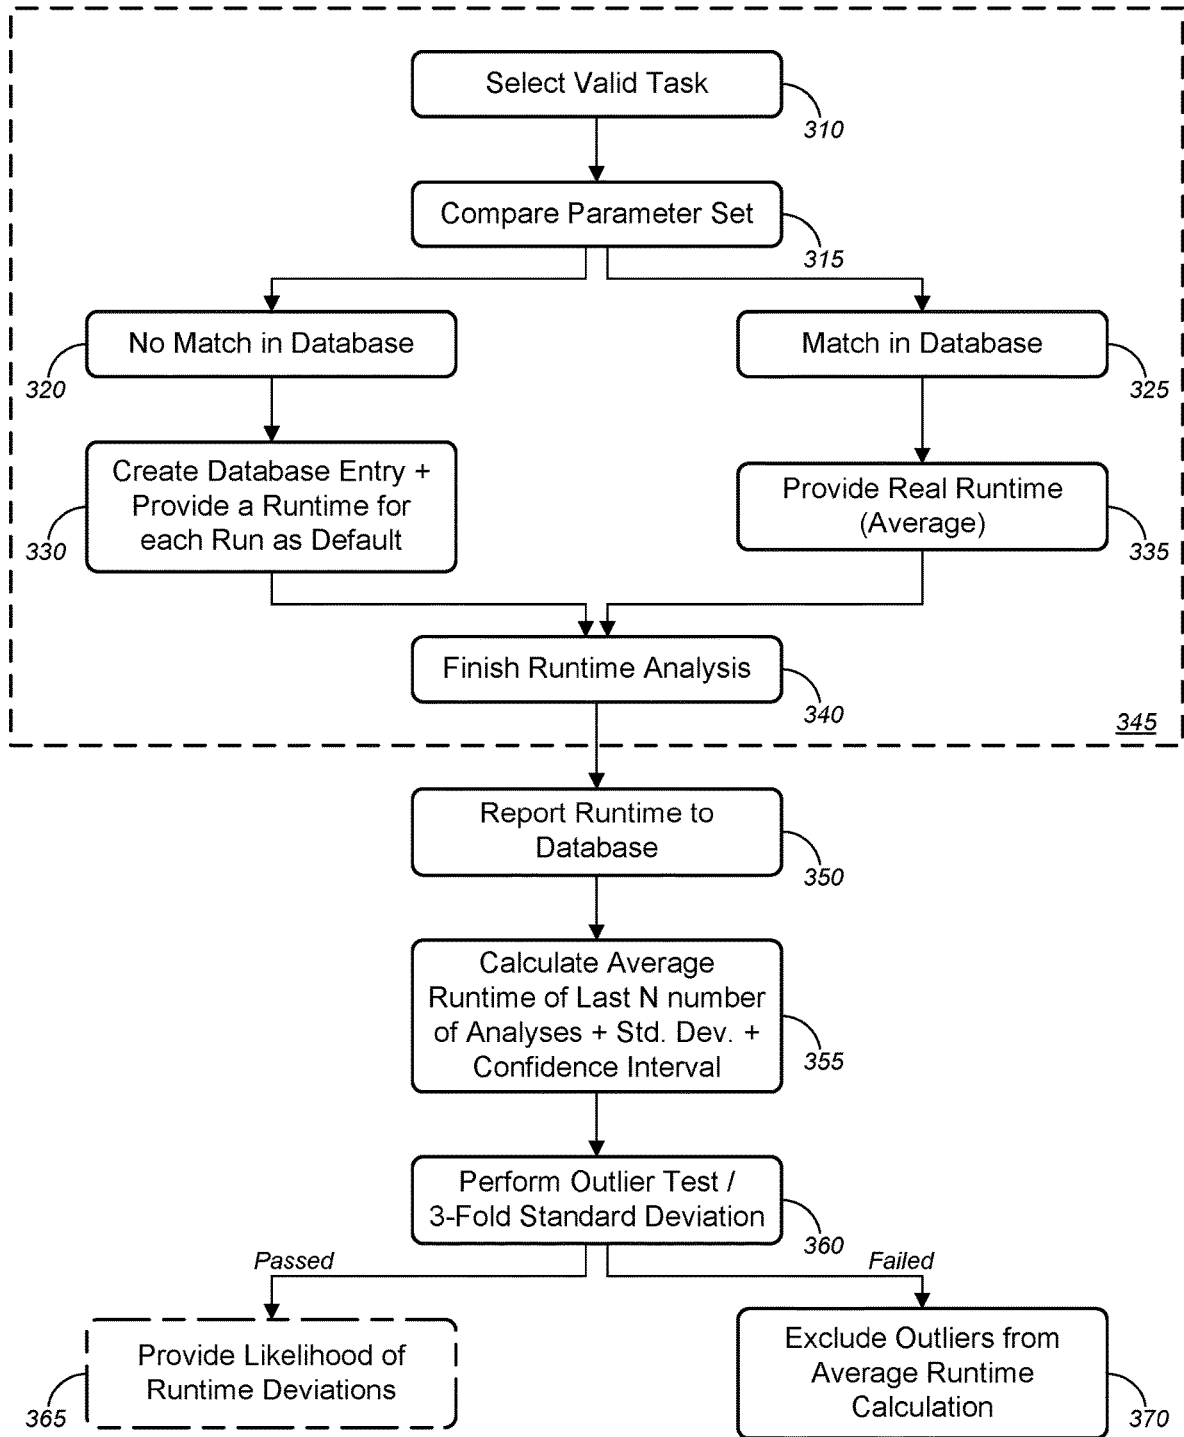 Select Valid Task
310
Compare Parameter Set
315
No Match in Database
320
Match in Database
325
Create Database Entry +
Provide a Runtime for
each Run as Default
330
Provide Real Runtime
(Average)
335
Finish Runtime Analysis
340
345
Report Runtime to
Database
350
Calculate Average
Runtime of Last N number
of Analyses + Std. Dev. +
Confidence Interval
355
Perform Outlier Test /
3-Fold Standard Deviation
360
Passed
Failed
Provide Likelihood of
Runtime Deviations
365
Exclude Outliers from
Average Runtime
Calculation
370